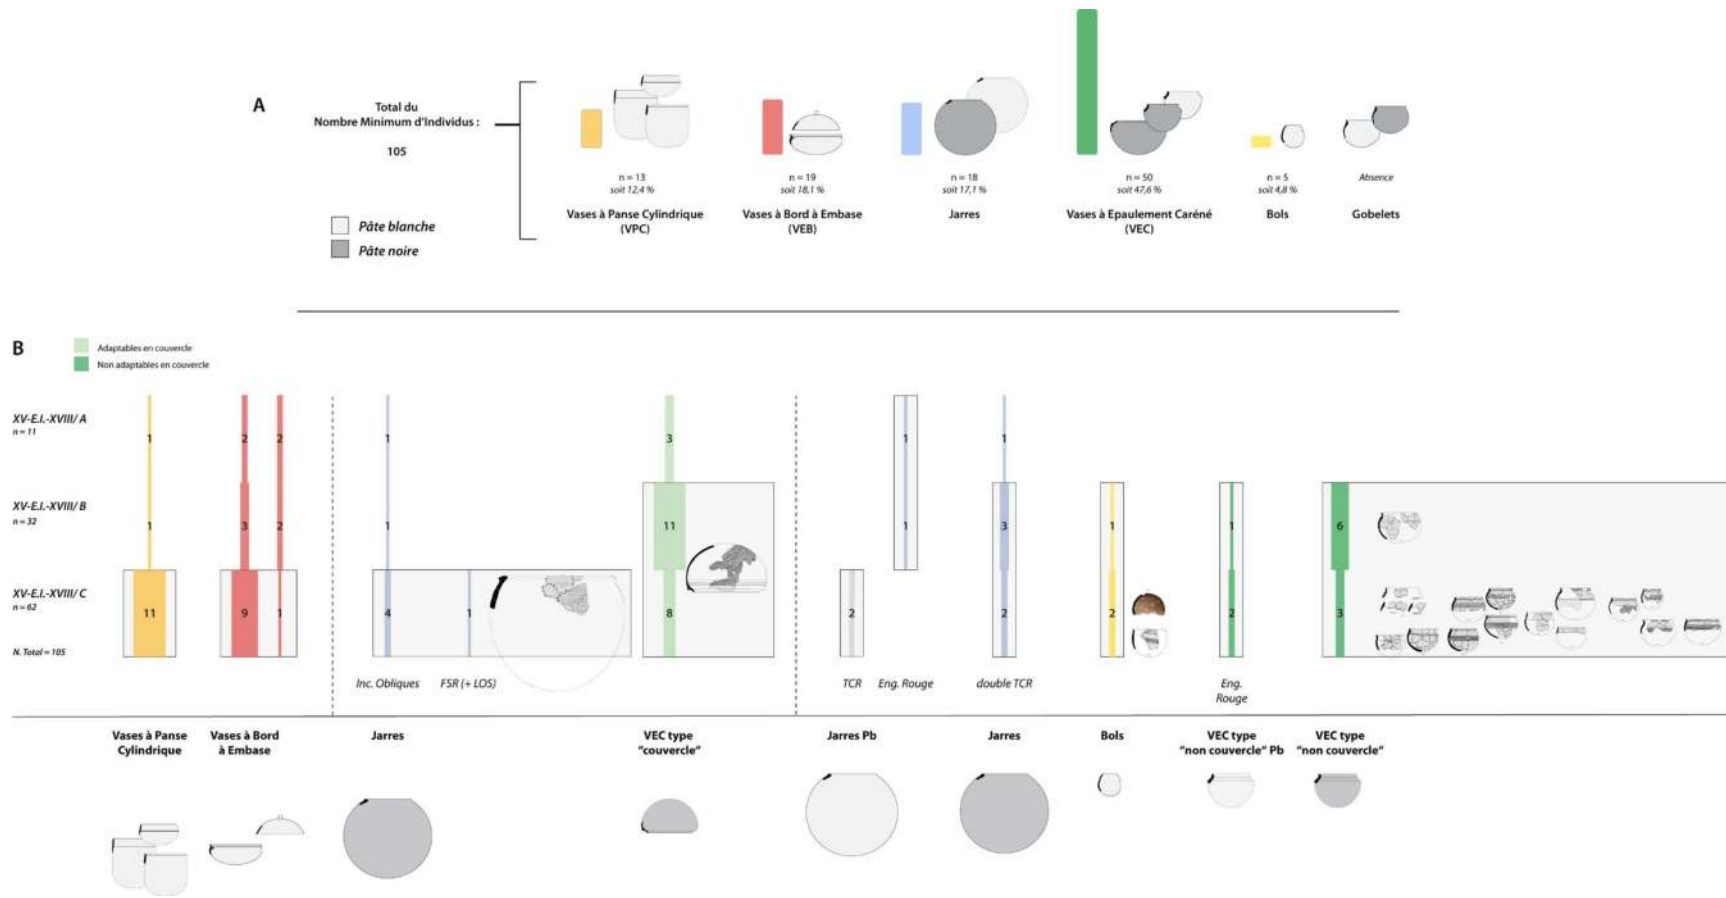 A
Total du
Nombre Minimum d'Individus :
105
Pâte blanche
Pâte noire
n = 13
soit 12,4 %
Vases à Panse Cylindrique
(VPC)
n = 19
soit 18,1 %
Vases à Bord à Embase
(VEB)
n = 18
soit 17,1 %
Jarres
n = 50
soit 47,6 %
Vases à Epaulement Caréné
(VEC)
n = 5
soit 4,8 %
Bols
Absence
Gobelets
B
Adaptables en couvercle
Non adaptables en couvercle
XV-E.I.-XVIII/ A
n = 11
1 2 2 1 3 1 1
XV-E.I.-XVIII/ B
n = 32
1 3 2 1 11 1 3 1 1 6
XV-E.I.-XVIII/ C
n = 62
11 9 1 4 1 8 2 2 2 2 3
N. Total = 105
Inc. Obliques FSR (+ LOS) TCR Eng. Rouge double TCR Eng.
Rouge
Vases à Panse
Cylindrique
Vases à Bord
à Embase
Jarres
VEC type
"couvercle"
Jarres Pb
Jarres
Bols
VEC type
"non couvercle" Pb
VEC type
"non couvercle"